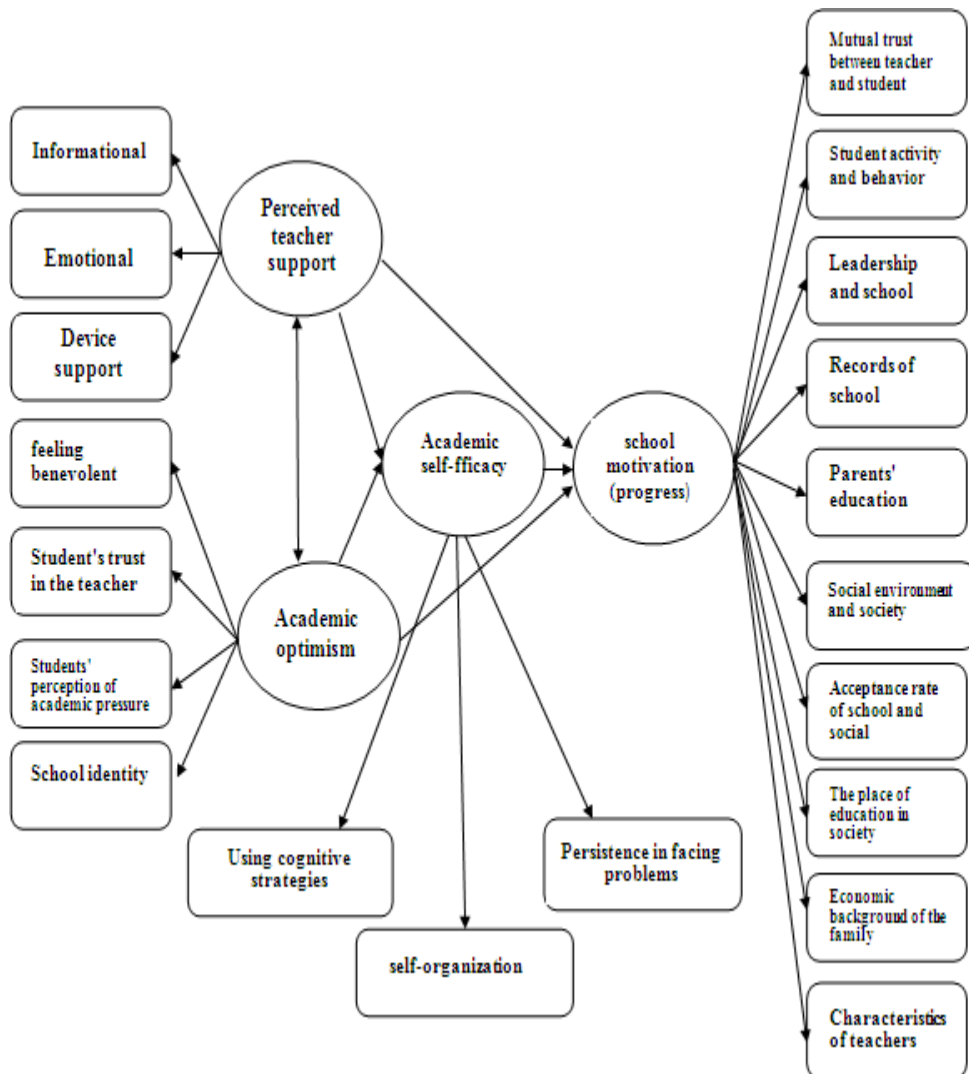 Informational
Emotional
Device
support
feeling
benevolent
Student's trust
in the teacher
Students'
perception of
academic pressure
School identity
Perceived
teacher
support
Academic
optimism
Academic
self-fficacy
school
motivation
(progress)
Using cognitive
strategies
self-organization
Persistence in facing
problems
Mutual trust
between teacher
and student
Student activity
and behavior
Leadership
and school
Records of
school
Parents'
education
Social environment
and society
Acceptance rate
of school and
social
The place of
education in
society
Economic
background of the
family
Characteristics
of teachers